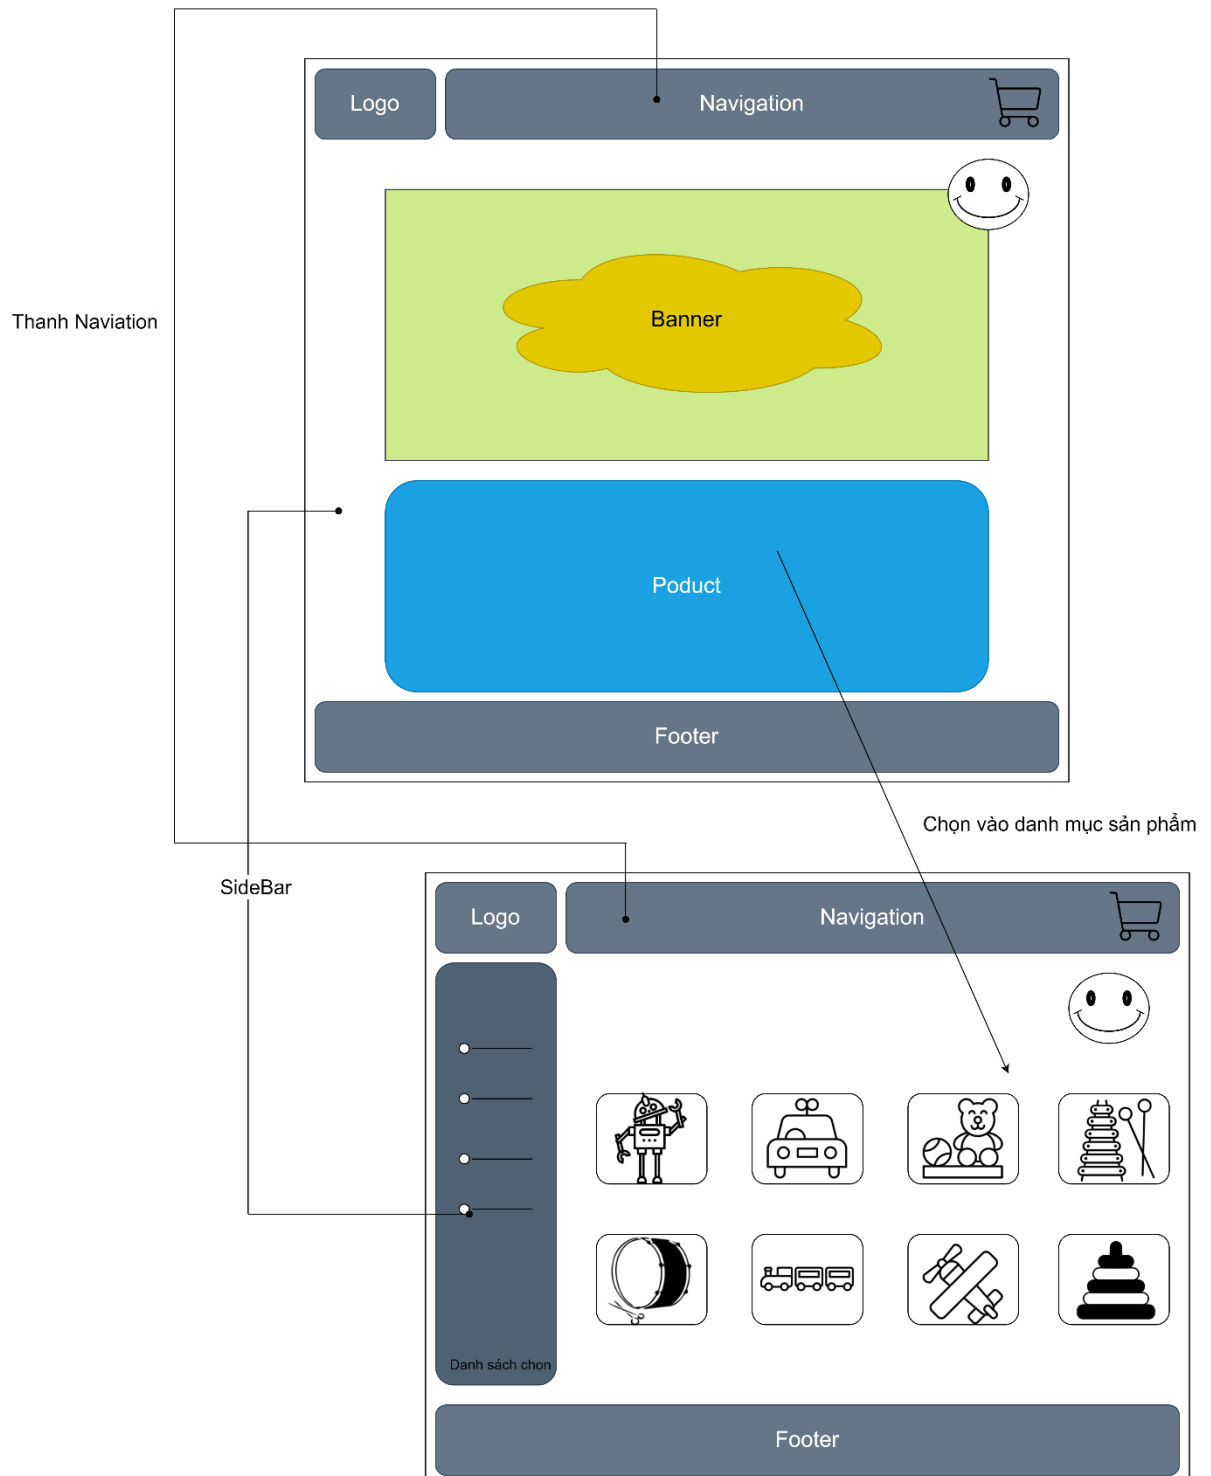 Logo
Navigation
Thanh Naviation
Banner
Poduct
Footer
Chọn vào danh mục sản phẩm
SideBar
Logo
Navigation
Danh sách chọn
Footer